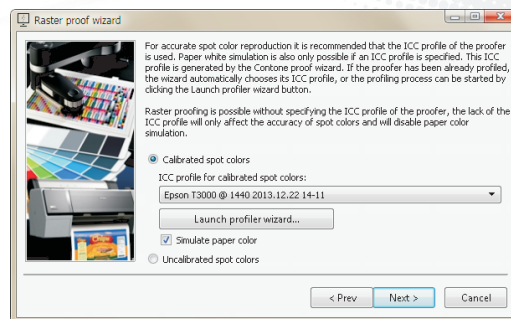 Raster proof wizard
For accurate spot color reproduction it is recommended that the ICC profile of the proofer
is used. Paper white simulation is also only possible if an ICC profile is specified. This ICC
profile is generated by the Contone proof wizard. If the proofer has been already profiled,
the wizard automatically chooses its ICC profile, or the profiling process can be started by
clicking the Launch profiler wizard button.
Raster proofing is possible without specifying the ICC profile of the proofer, the lack of the
ICC profile will only affect the accuracy of spot colors and will disable paper color
simulation.
Calibrated spot colors
ICC profile for calibrated spot colors:
Epson T3000 @ 1440 2013.12.22 14-11
Launch profiler wizard...
Simulate paper color
Uncalibrated spot colors
< Prev
Next >
Cancel